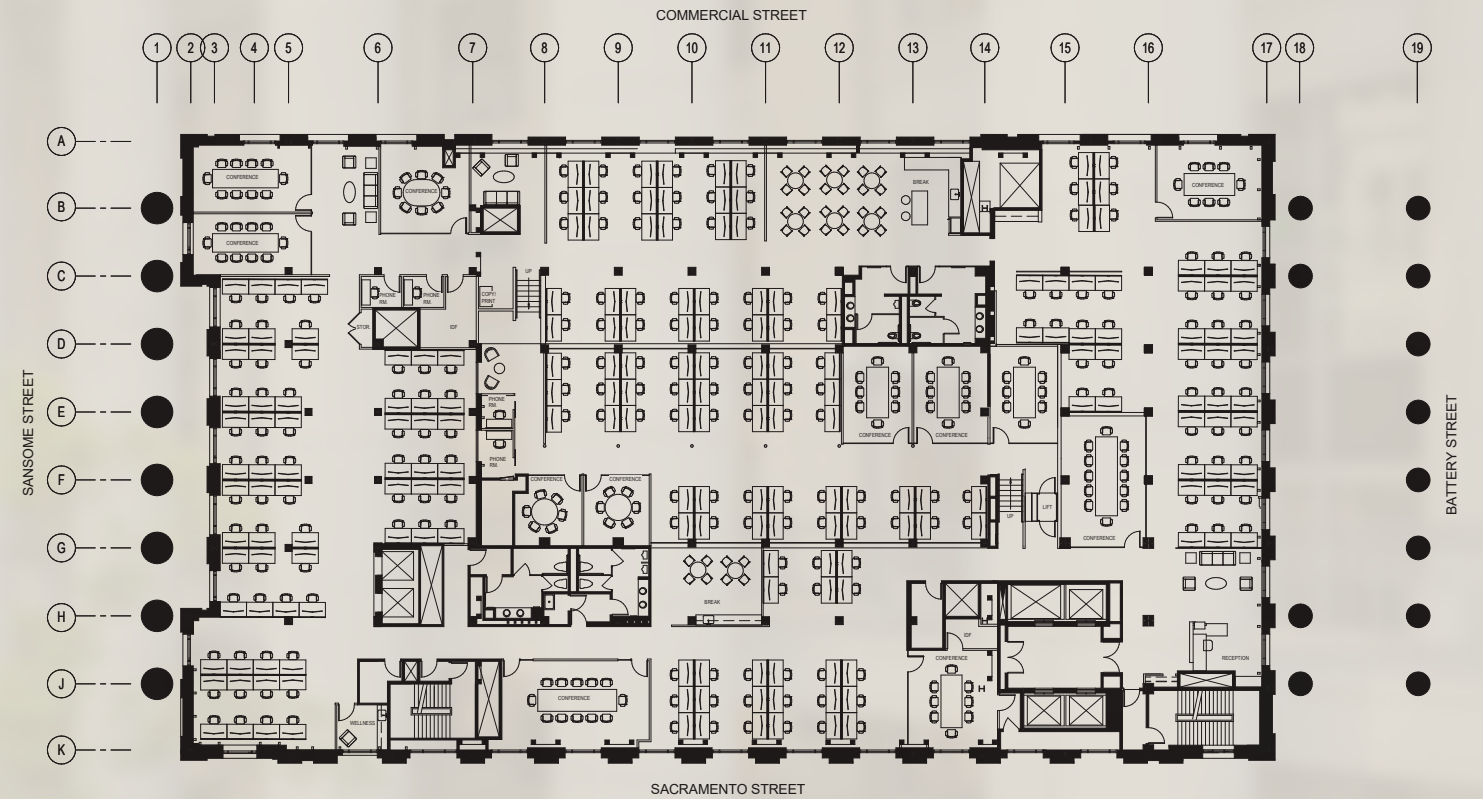 COMMERCIAL STREET
1 2 3 4 5 6 7 8 9 10 11 12 13 14 15 16 17 18 19
A
CONFERENCE
CONFERENCE
BREAK
CONFERENCE
CONFERENCE
B
CONFERENCE
C
UP
PHONE RM.
PHONE RM.
COPY/
PRINT
D
STOR.
IDF
SANSOME STREET
BATTERY STREET
E
PHONE
RM.
CONFERENCE
CONFERENCE
PHONE
RM.
F
CONFERENCE
CONFERENCE
LIFT
UP
CONFERENCE
G
BREAK
H
IDF
CONFERENCE
RECEPTION
J
H
CONFERENCE
WELLNESS
K
SACRAMENTO STREET